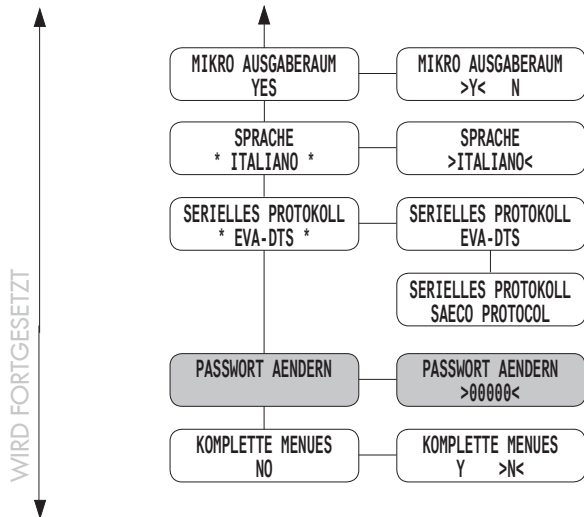 MIKRO AUSGABERAUM
YES
MIKRO AUSGABERAUM
>Y< N
SPRACHE
* ITALIANO *
SPRACHE
>ITALIANO<
SERIELLES PROTOKOLL
* EVA-DTS *
SERIELLES PROTOKOLL
EVA-DTS
SERIELLES PROTOKOLL
SAECO PROTOCOL
PASSWORT AENDERN
PASSWORT AENDERN
>00000<
KOMPLETTE MENUES
NO
KOMPLETTE MENUES
Y >N<
WIRD FORTGESETZT